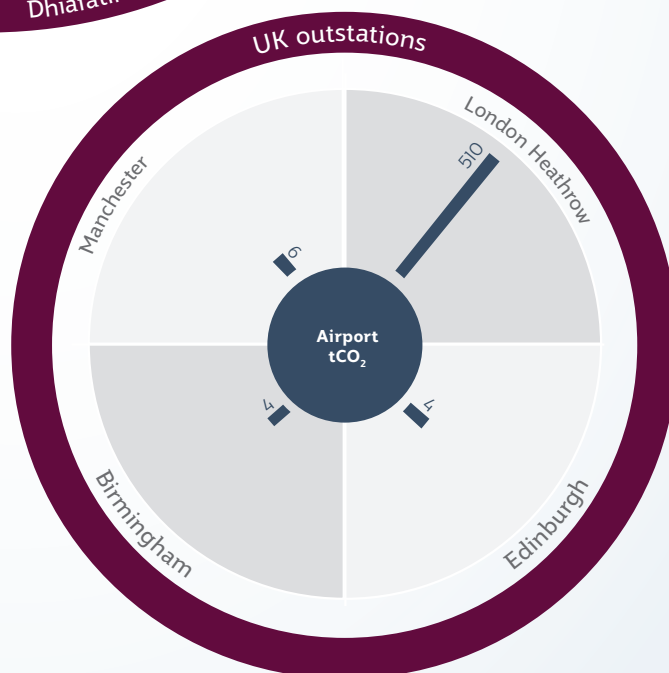 UK outstations
Manchester
London Heathrow
510
6
Airport
tCO₂
4
4
Birmingham
Edinburgh